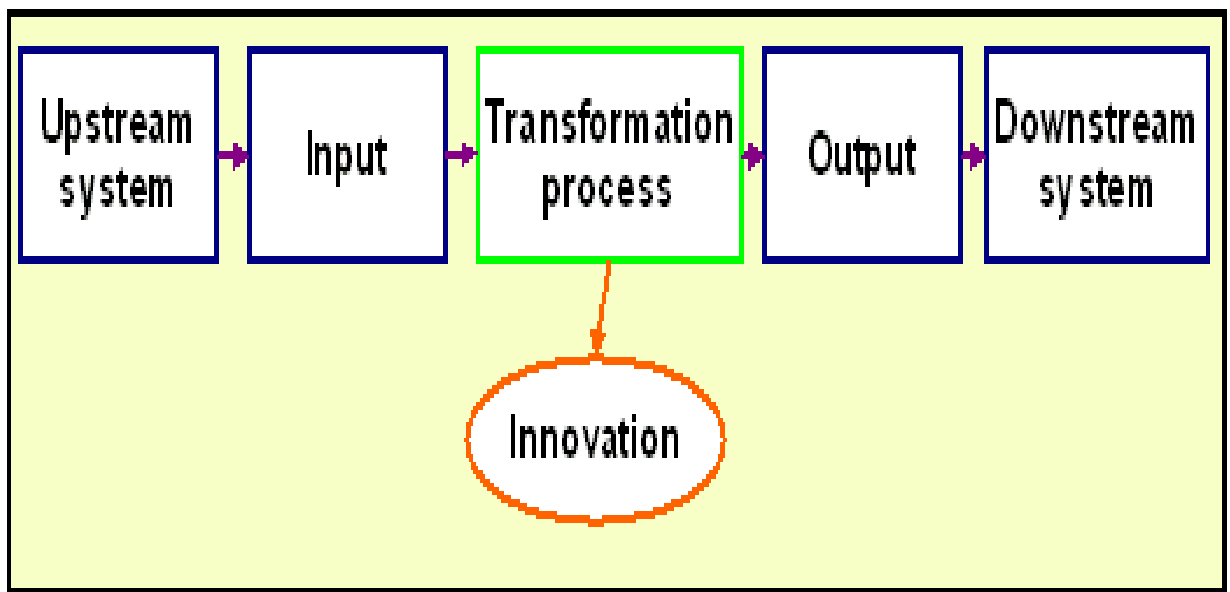 Upstream
system
Input
Transformation
process
Output
Downstream
system
Innovation